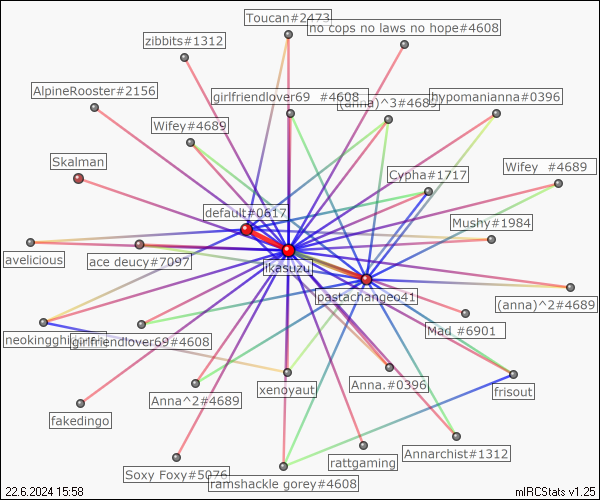 Toucan#2473
no cops no laws no hope#4608
zibbits#1312
AlpineRooster#2156
girlfriendlover69 #4608
(anna)^3#4689
hypomanianna#0396
Wifey#4689
Skalman
Cypha#1717
Wifey #4689
default#0617
Mushy#1984
avelicious
ace deucy#7097
ikasuzu
pastachangeo41
(anna)^2#4689
Mad #6901
girlfriendlover69#4608
xenoyaut
Anna.#0396
frisout
Anna^2#4689
fakedingo
Annarchist#1312
rattgaming
Soxy Foxy#5076
ramshackle gorey#4608
22.6.2024 15:58
mIRCStats v1.25